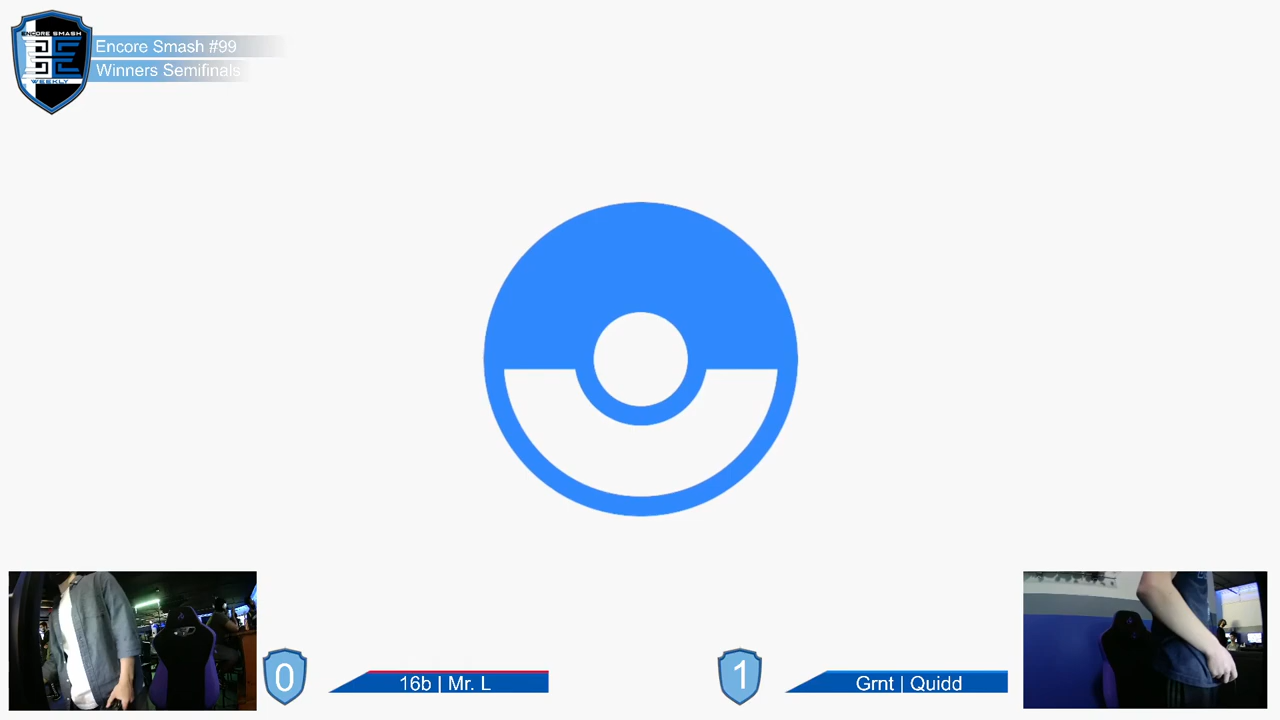 ENCORE SMASH
WEEKLY
Encore Smash #99
Winners Semifinals
0
16b | Mr. L
1
Grnt | Quidd